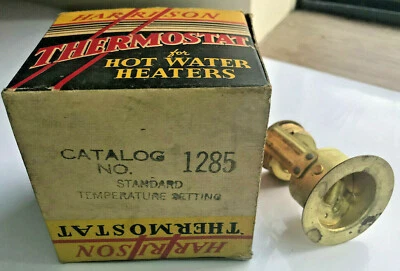 HARRISON
THERMOSTAT
for
HOT WATER
HEATERS
CATALOG
NO. 1285
STANDARD
TEMPERATURE SETTING
THERMOSTAT
HARRISON